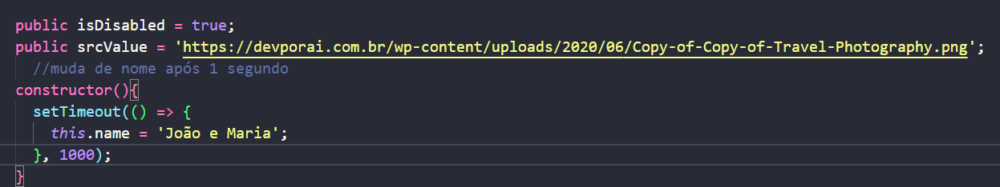 public isDisabled = true;
public srcValue = 'https://devporai.com.br/wp-content/uploads/2020/06/Copy-of-Copy-of-Travel-Photography.png';
//muda de nome após 1 segundo
constructor(){
setTimeout(() => {
this.name = 'João e Maria';
}, 1000);
}